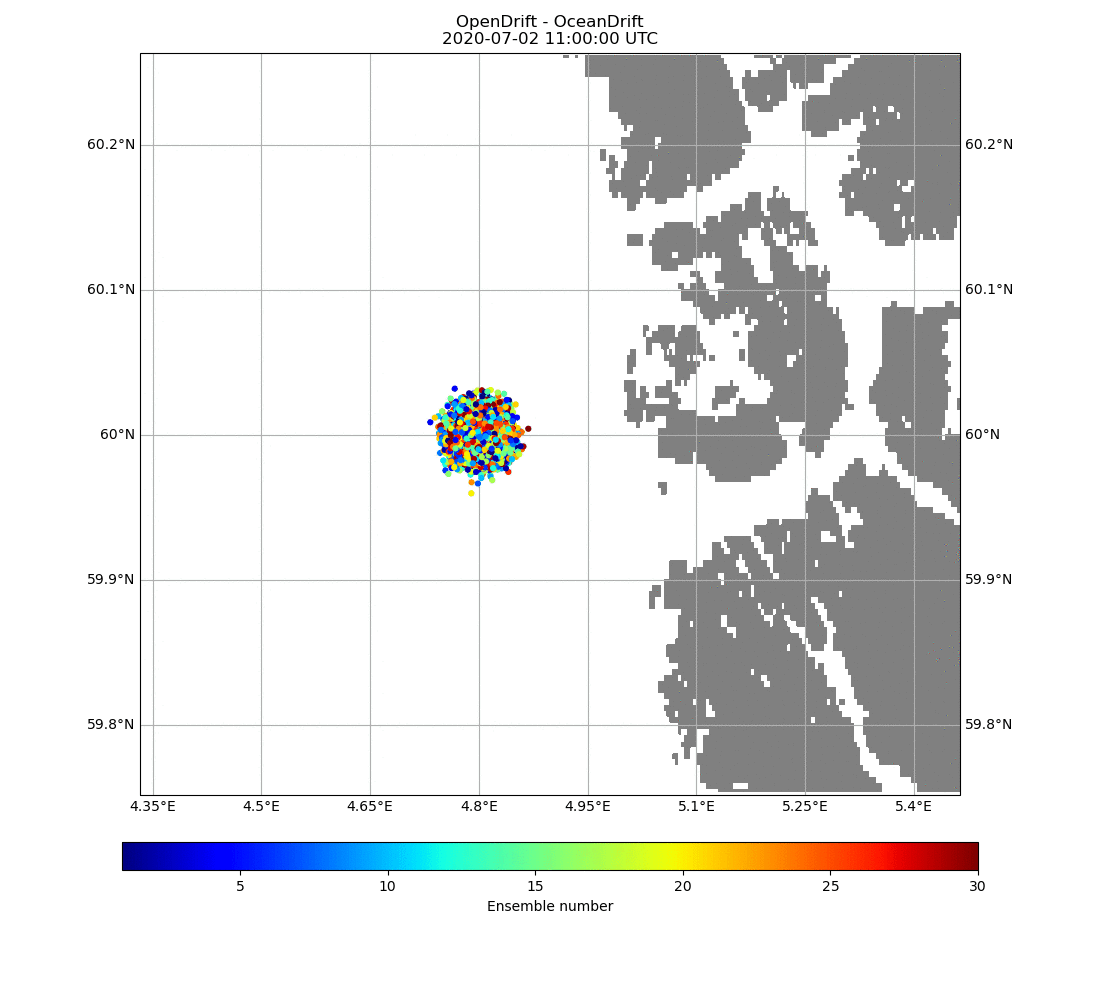 OpenDrift - OceanDrift
2020-07-02 11:00:00 UTC
60.2°N 60.2°N
60.1°N 60.1°N
60°N 60°N
59.9°N 59.9°N
59.8°N 59.8°N
4.35°E 4.5°E 4.65°E 4.8°E 4.95°E 5.1°E 5.25°E 5.4°E
5 10 15 20 25 30
Ensemble number